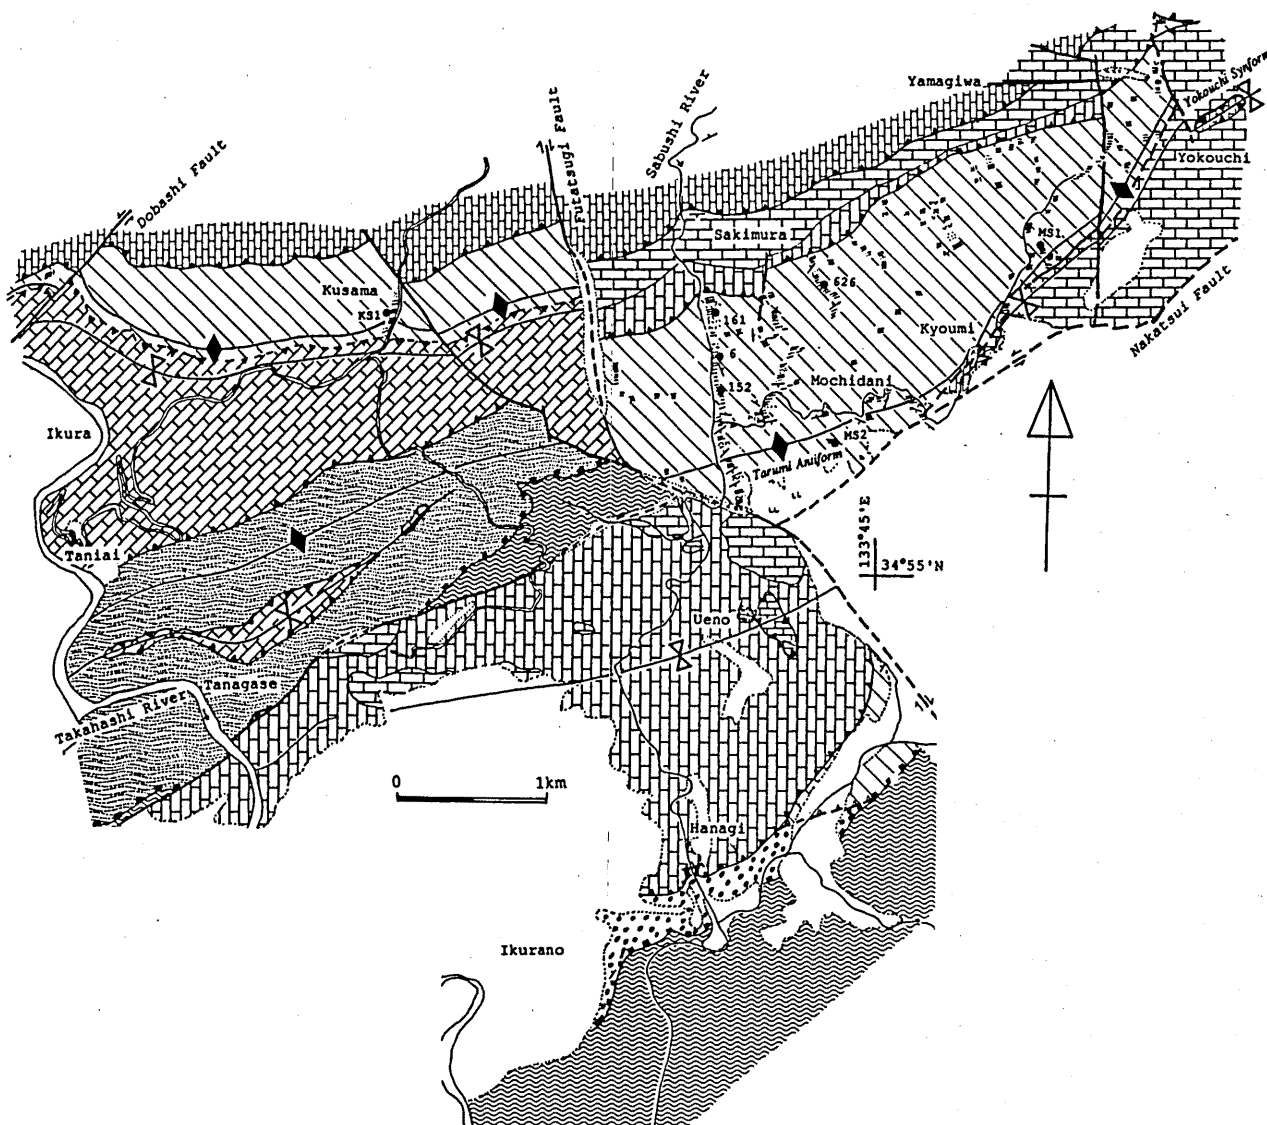 Yamagiwa
Yokouchi Synform
Sabushi River
Futatsugi Fault
Dobashi Fault
Yokouchi
Sakimura
MS1
Kusama
626
KS1
161
Kyoumi
Nakatsui Fault
6
Mochidani
152
Ikura
MS2
Tarumi Antiform
F
133°45'E
34°55'N
Taniai
Ueno
Tanagase
Takahashi River
0
1km
Hanagi
Ikurano